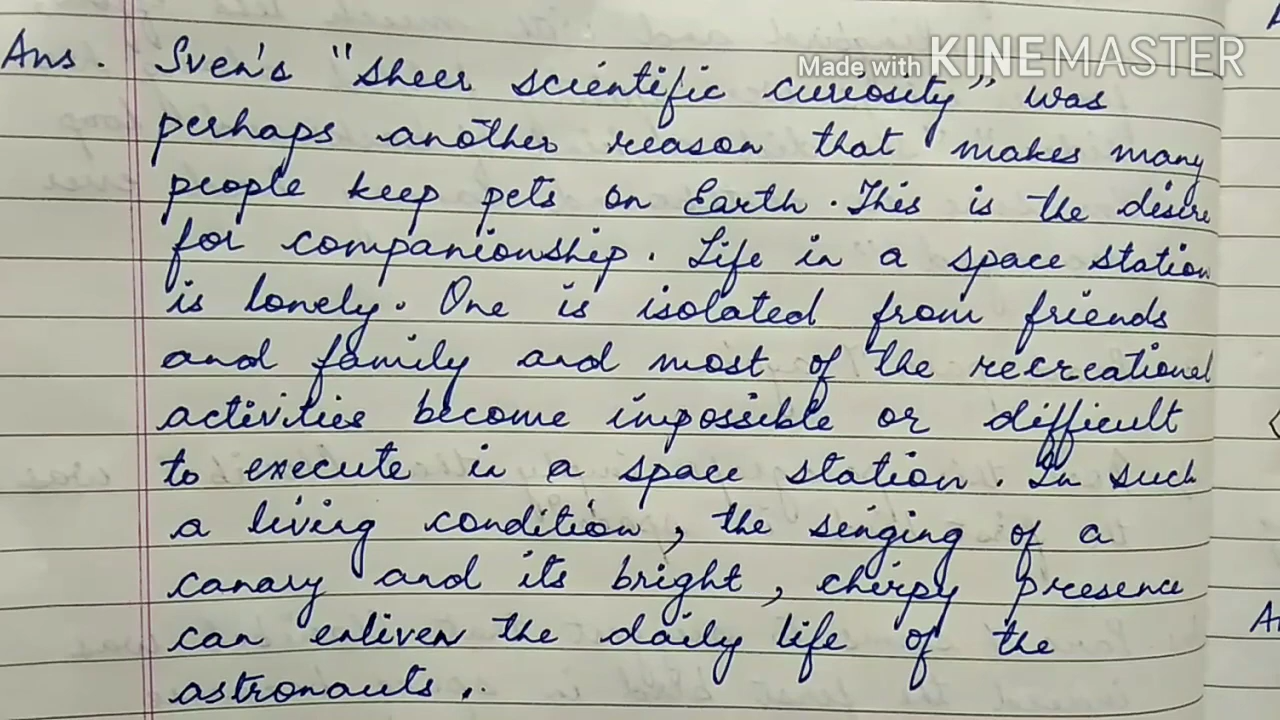 Made with KINEMASTER
Ans. Sven's "sheer scientific curiosity" was
perhaps another reason that makes many
people keep pets on Earth. This is the desire
for companionship. Life in a space station
is lonely. One is isolated from friends
and family and most of the recreational
activities become impossible or difficult
to execute in a space station. In such
a living condition, the singing of a
canary and its bright, chirpy presence
can enliven the daily life of the
astronauts.